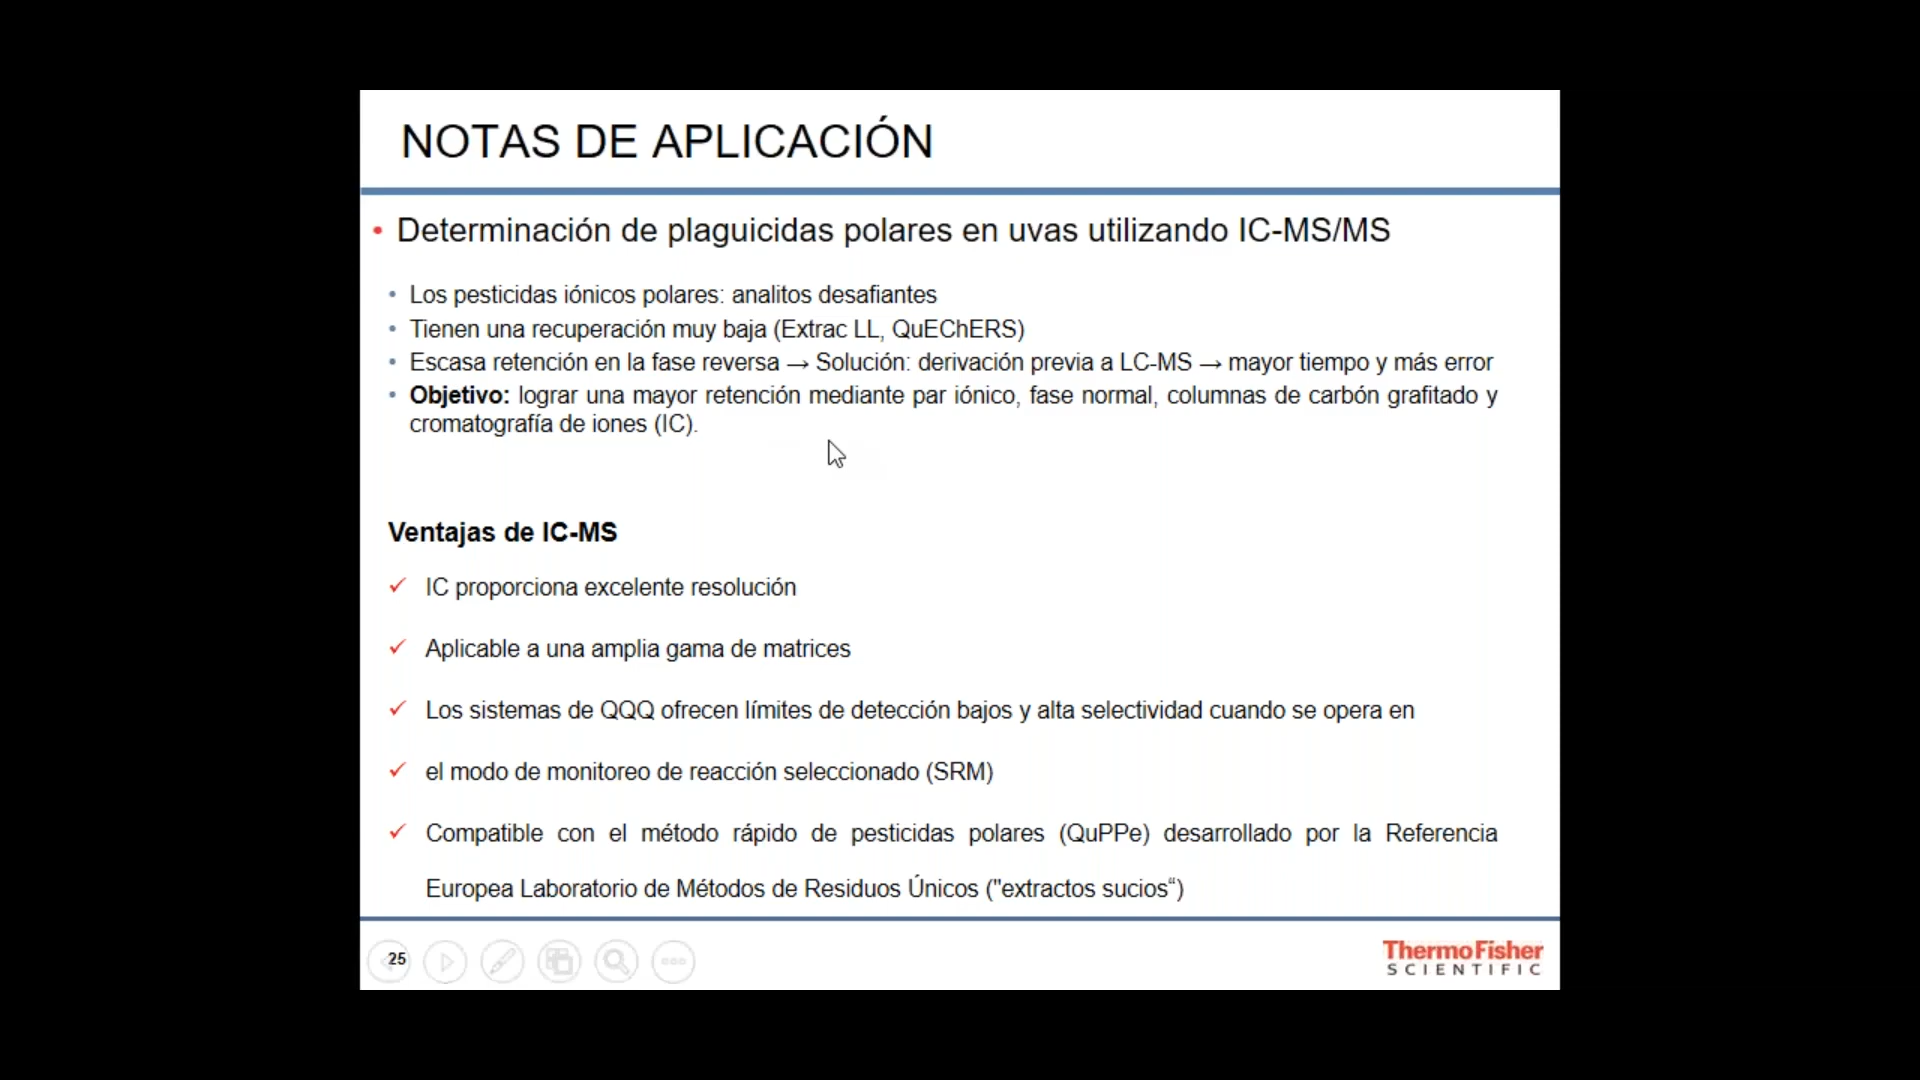 NOTAS DE APLICACIÓN
• Determinación de plaguicidas polares en uvas utilizando IC-MS/MS
• Los pesticidas iónicos polares: analitos desafiantes
• Tienen una recuperación muy baja (Extrac LL, QuEChERS)
• Escasa retención en la fase reversa → Solución: derivación previa a LC-MS → mayor tiempo y más error
• Objetivo: lograr una mayor retención mediante par iónico, fase normal, columnas de carbón grafitado y
cromatografía de iones (IC).
Ventajas de IC-MS
✓ IC proporciona excelente resolución
✓ Aplicable a una amplia gama de matrices
✓ Los sistemas de QQQ ofrecen límites de detección bajos y alta selectividad cuando se opera en
✓ el modo de monitoreo de reacción seleccionado (SRM)
✓ Compatible con el método rápido de pesticidas polares (QuPPe) desarrollado por la Referencia
Europea Laboratorio de Métodos de Residuos Únicos ("extractos sucios“)
25
ThermoFisher
SCIENTIFIC